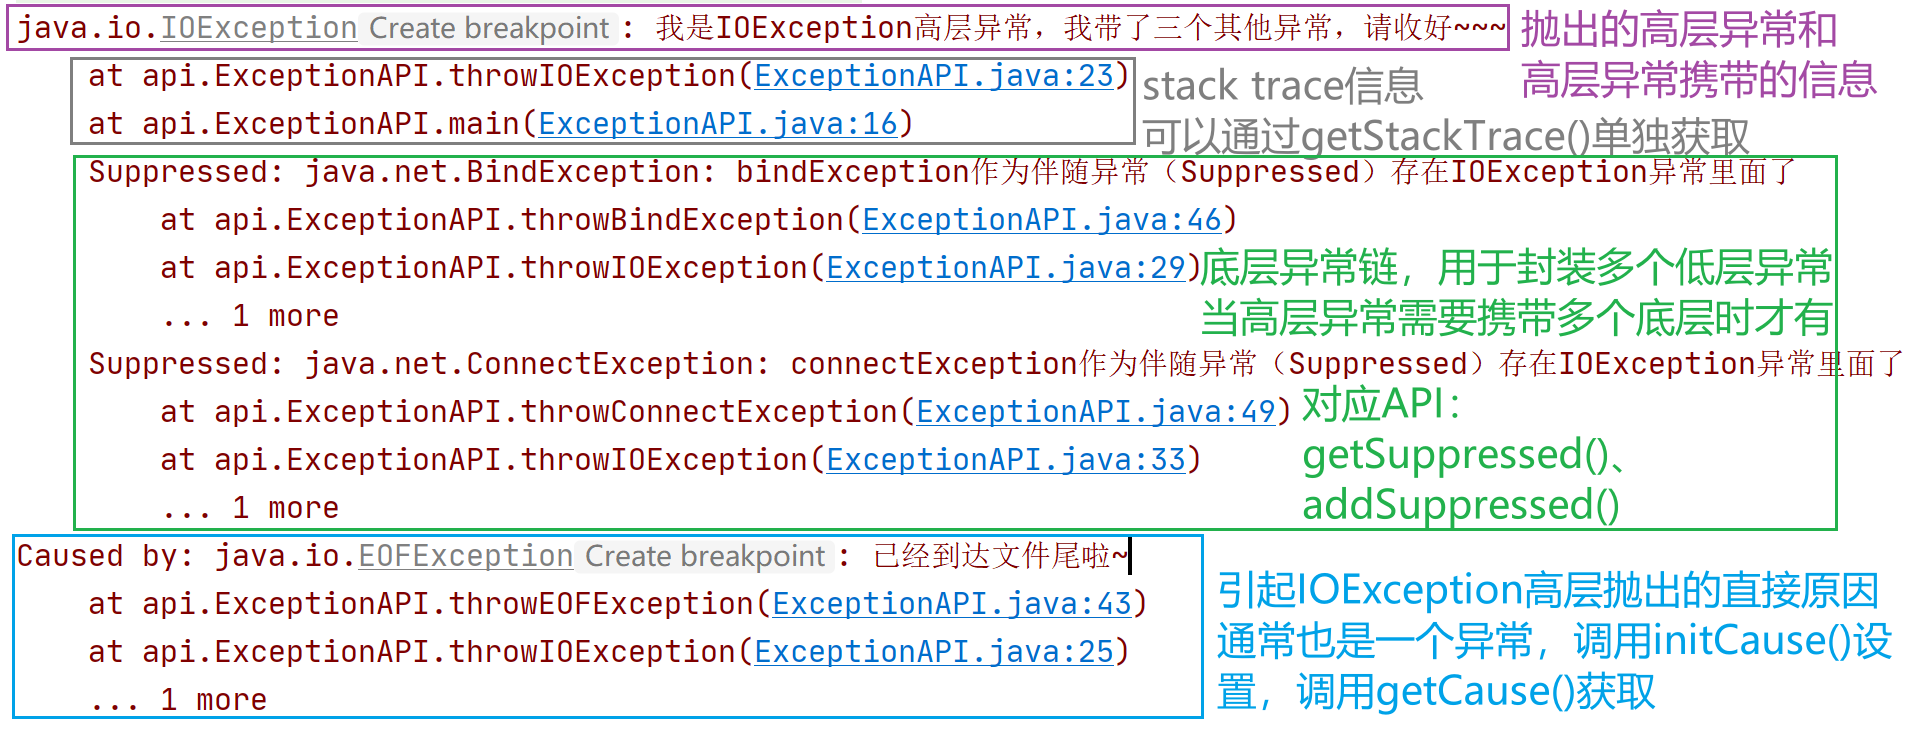 java.io.IOException Create breakpoint : 我是IOException高层异常，我带了三个其他异常，请收好~~~
抛出的高层异常和
高层异常携带的信息
at api.ExceptionAPI.throwIOException(ExceptionAPI.java:23)
at api.ExceptionAPI.main(ExceptionAPI.java:16)
stack trace信息
可以通过getStackTrace()单独获取
Suppressed: java.net.BindException: bindException作为伴随异常（Suppressed）存在IOException异常里面了
at api.ExceptionAPI.throwBindException(ExceptionAPI.java:46)
at api.ExceptionAPI.throwIOException(ExceptionAPI.java:29)
... 1 more
底层异常链，用于封装多个低层异常
当高层异常需要携带多个底层时才有
Suppressed: java.net.ConnectException: connectException作为伴随异常（Suppressed）存在IOException异常里面了
at api.ExceptionAPI.throwConnectException(ExceptionAPI.java:49)
at api.ExceptionAPI.throwIOException(ExceptionAPI.java:33)
... 1 more
对应API：
getSuppressed()、
addSuppressed()
Caused by: java.io.EOFException Create breakpoint : 已经到达文件尾啦~
at api.ExceptionAPI.throwEOFException(ExceptionAPI.java:43)
at api.ExceptionAPI.throwIOException(ExceptionAPI.java:25)
... 1 more
引起IOException高层抛出的直接原因
通常也是一个异常，调用initCause()设
置，调用getCause()获取